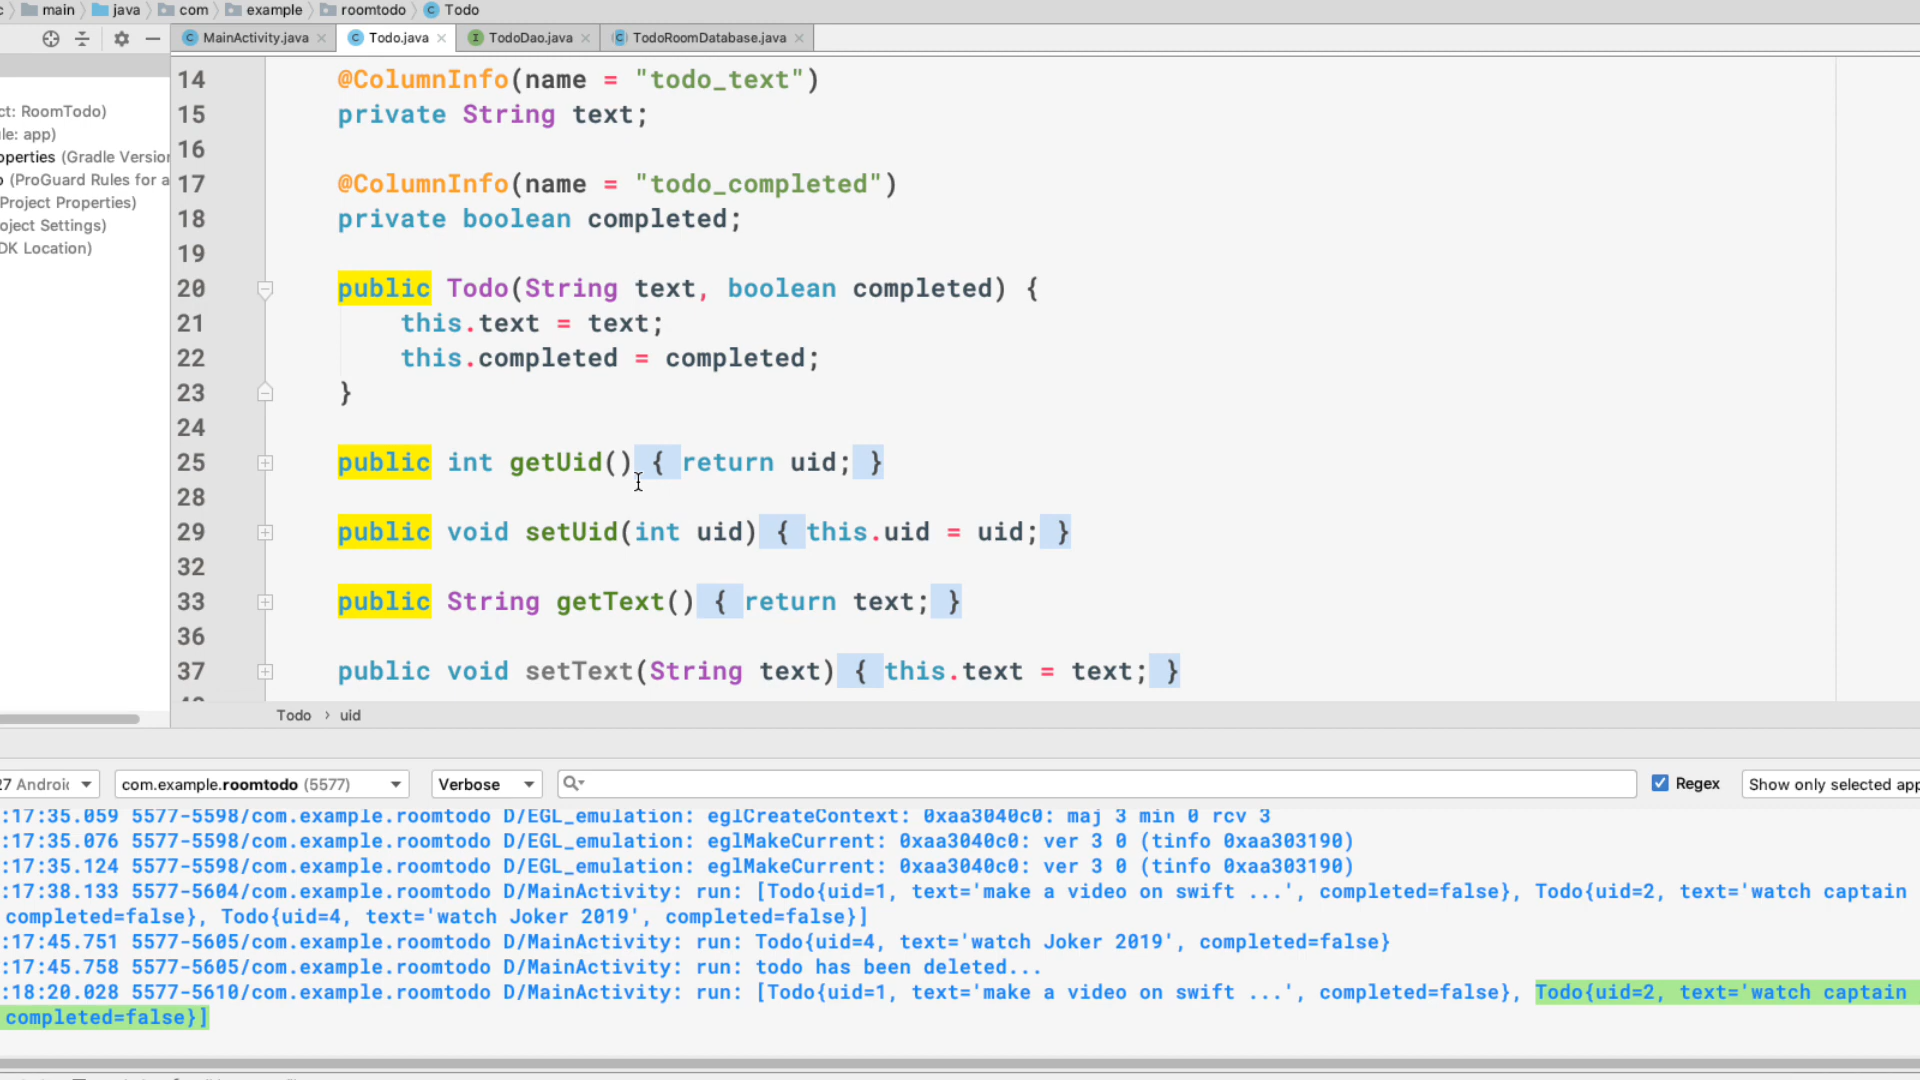 c main java com example roomtodo Todo
MainActivity.java Todo.java TodoDao.java TodoRoomDatabase.java
ct: RoomTodo)
le: app)
operties (Gradle Version
(ProGuard Rules for a
Project Properties)
oject Settings)
DK Location)
14 @ColumnInfo(name = "todo_text")
15 private String text;
16
17 @ColumnInfo(name = "todo_completed")
18 private boolean completed;
19
20 public Todo(String text, boolean completed) {
21 this.text = text;
22 this.completed = completed;
23 }
24
25 public int getUid() { return uid; }
28
29 public void setUid(int uid) { this.uid = uid; }
32
33 public String getText() { return text; }
36
37 public void setText(String text) { this.text = text; }
Todo › uid
27 Android com.example.roomtodo (5577) Verbose Regex Show only selected app
:17:35.059 5577-5598/com.example.roomtodo D/EGL_emulation: eglCreateContext: 0xaa3040c0: maj 3 min 0 rcv 3
:17:35.076 5577-5598/com.example.roomtodo D/EGL_emulation: eglMakeCurrent: 0xaa3040c0: ver 3 0 (tinfo 0xaa303190)
:17:35.124 5577-5598/com.example.roomtodo D/EGL_emulation: eglMakeCurrent: 0xaa3040c0: ver 3 0 (tinfo 0xaa303190)
:17:38.133 5577-5604/com.example.roomtodo D/MainActivity: run: [Todo{uid=1, text='make a video on swift ...', completed=false}, Todo{uid=2, text='watch captain
completed=false}, Todo{uid=4, text='watch Joker 2019', completed=false}]
:17:45.751 5577-5605/com.example.roomtodo D/MainActivity: run: Todo{uid=4, text='watch Joker 2019', completed=false}
:17:45.758 5577-5605/com.example.roomtodo D/MainActivity: run: todo has been deleted...
:18:20.028 5577-5610/com.example.roomtodo D/MainActivity: run: [Todo{uid=1, text='make a video on swift ...', completed=false}, Todo{uid=2, text='watch captain
completed=false}]